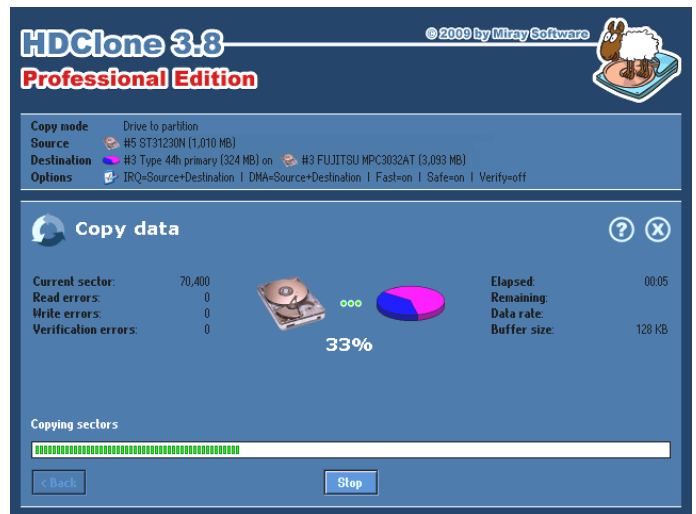 HDClone 3.8
© 2009 by Miray Software
Professional Edition
Copy mode Drive to partition
Source #5 ST31230N (1,010 MB)
Destination #3 Type 44h primary (324 MB) on #3 FUJITSU MPC3032AT (3,093 MB)
Options IRQ=Source+Destination | DMA=Source+Destination | Fast=on | Safe=on | Verify=off
Copy data
? X
Current sector: 70,400
Read errors: 0
Write errors: 0
Verification errors: 0
33%
Elapsed: 00:05
Remaining:
Data rate:
Buffer size: 128 KB
Copying sectors
< Back
Stop